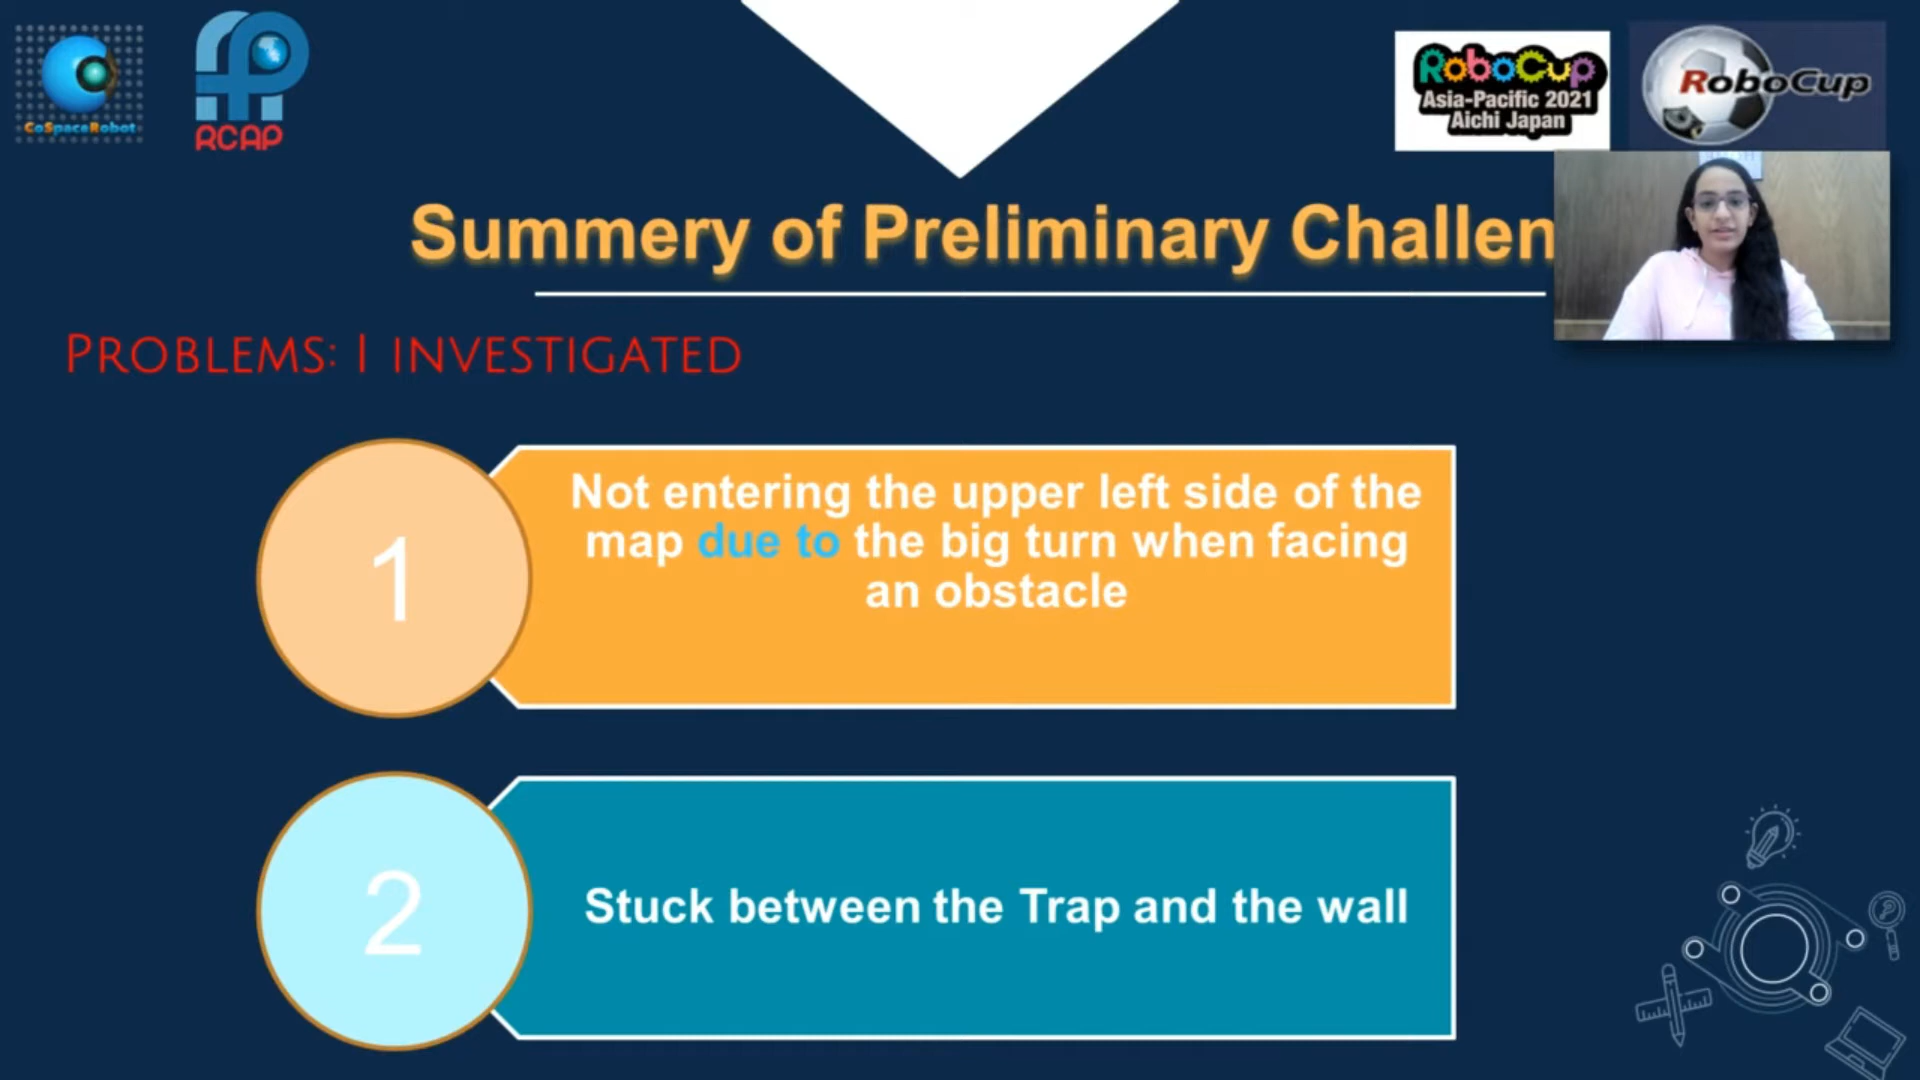 CoSpaceRobot
RCAP
RoboCup
Asia-Pacific 2021
Aichi Japan
RoboCup
Summery of Preliminary Challen
PROBLEMS: I INVESTIGATED
1
Not entering the upper left side of the
map due to the big turn when facing
an obstacle
2
Stuck between the Trap and the wall